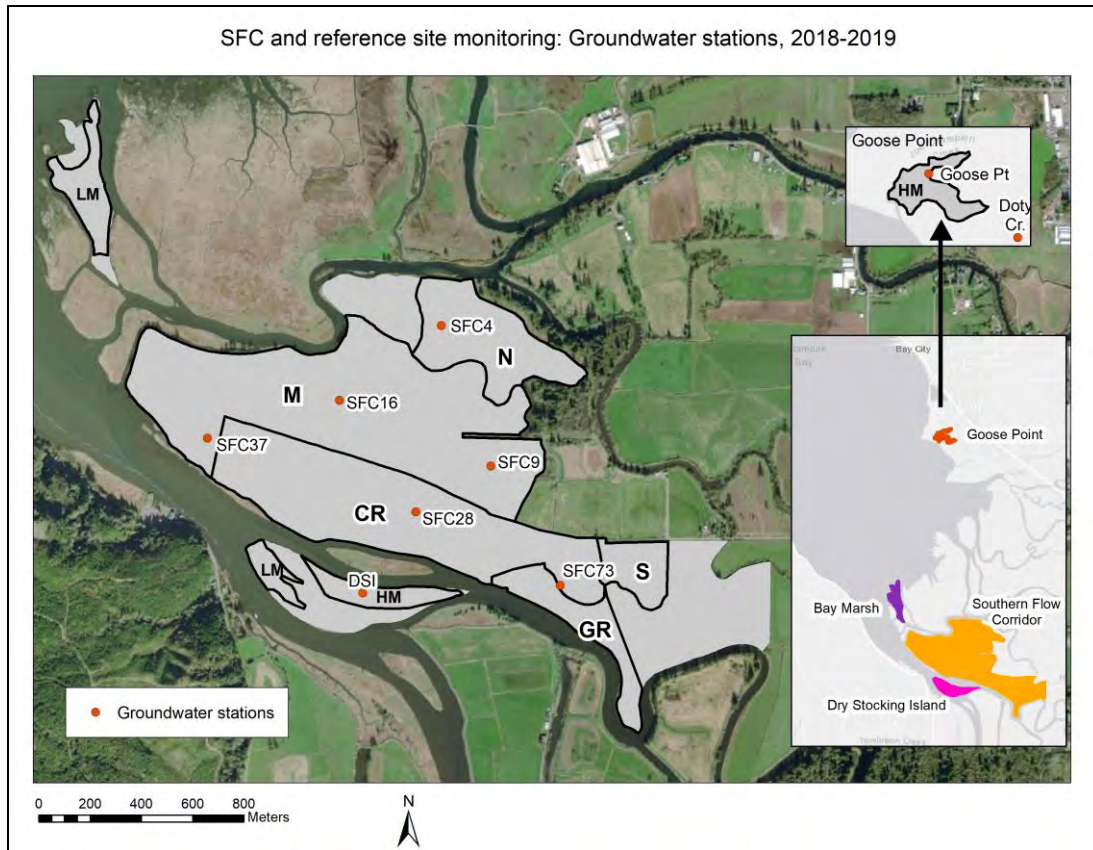 SFC and reference site monitoring: Groundwater stations, 2018-2019
LM
Goose Point
Goose Pt
HM
Doty
Cr.
SFC4
N
M
SFC16
SFC37
SFC9
CR
SFC28
LM
DSI
HM
SFC73
S
GR
Bay City
Goose Point
Bay Marsh
Southern Flow
Corridor
Dry Stocking Island
Groundwater stations
0 200 400 600 800
Meters
N